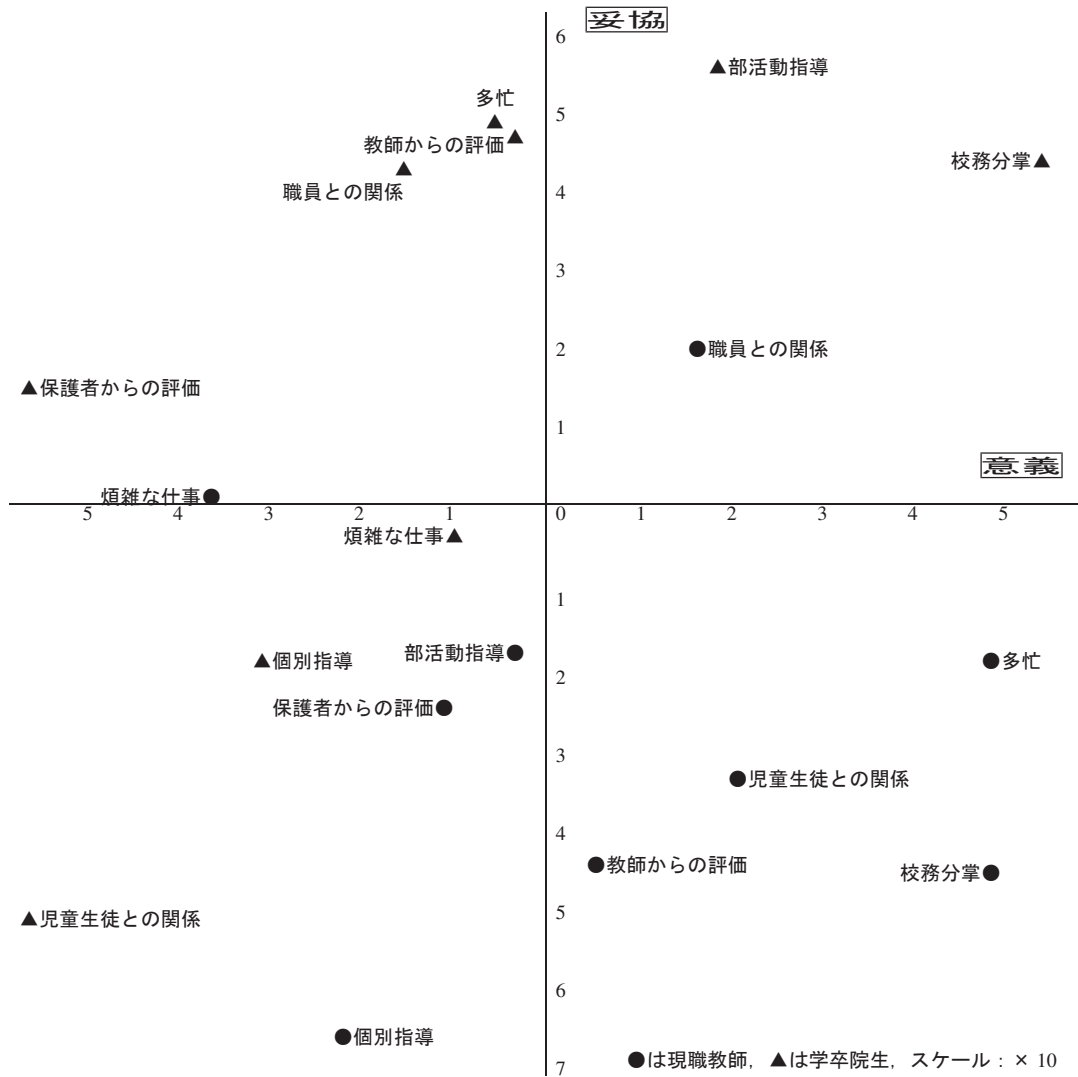 妥協
6
▲部活動指導
多忙
▲
5
教師からの評価▲
校務分掌▲
▲
職員との関係
4
3
●職員との関係
2
▲保護者からの評価
1
意義
煩雑な仕事●
5 4 3 2 1 0 1 2 3 4 5
煩雑な仕事▲
1
部活動指導●
▲個別指導
●多忙
2
保護者からの評価●
3
●児童生徒との関係
4
●教師からの評価
校務分掌●
5
▲児童生徒との関係
6
●個別指導
●は現職教師，▲は学卒院生，スケール：× 10
7